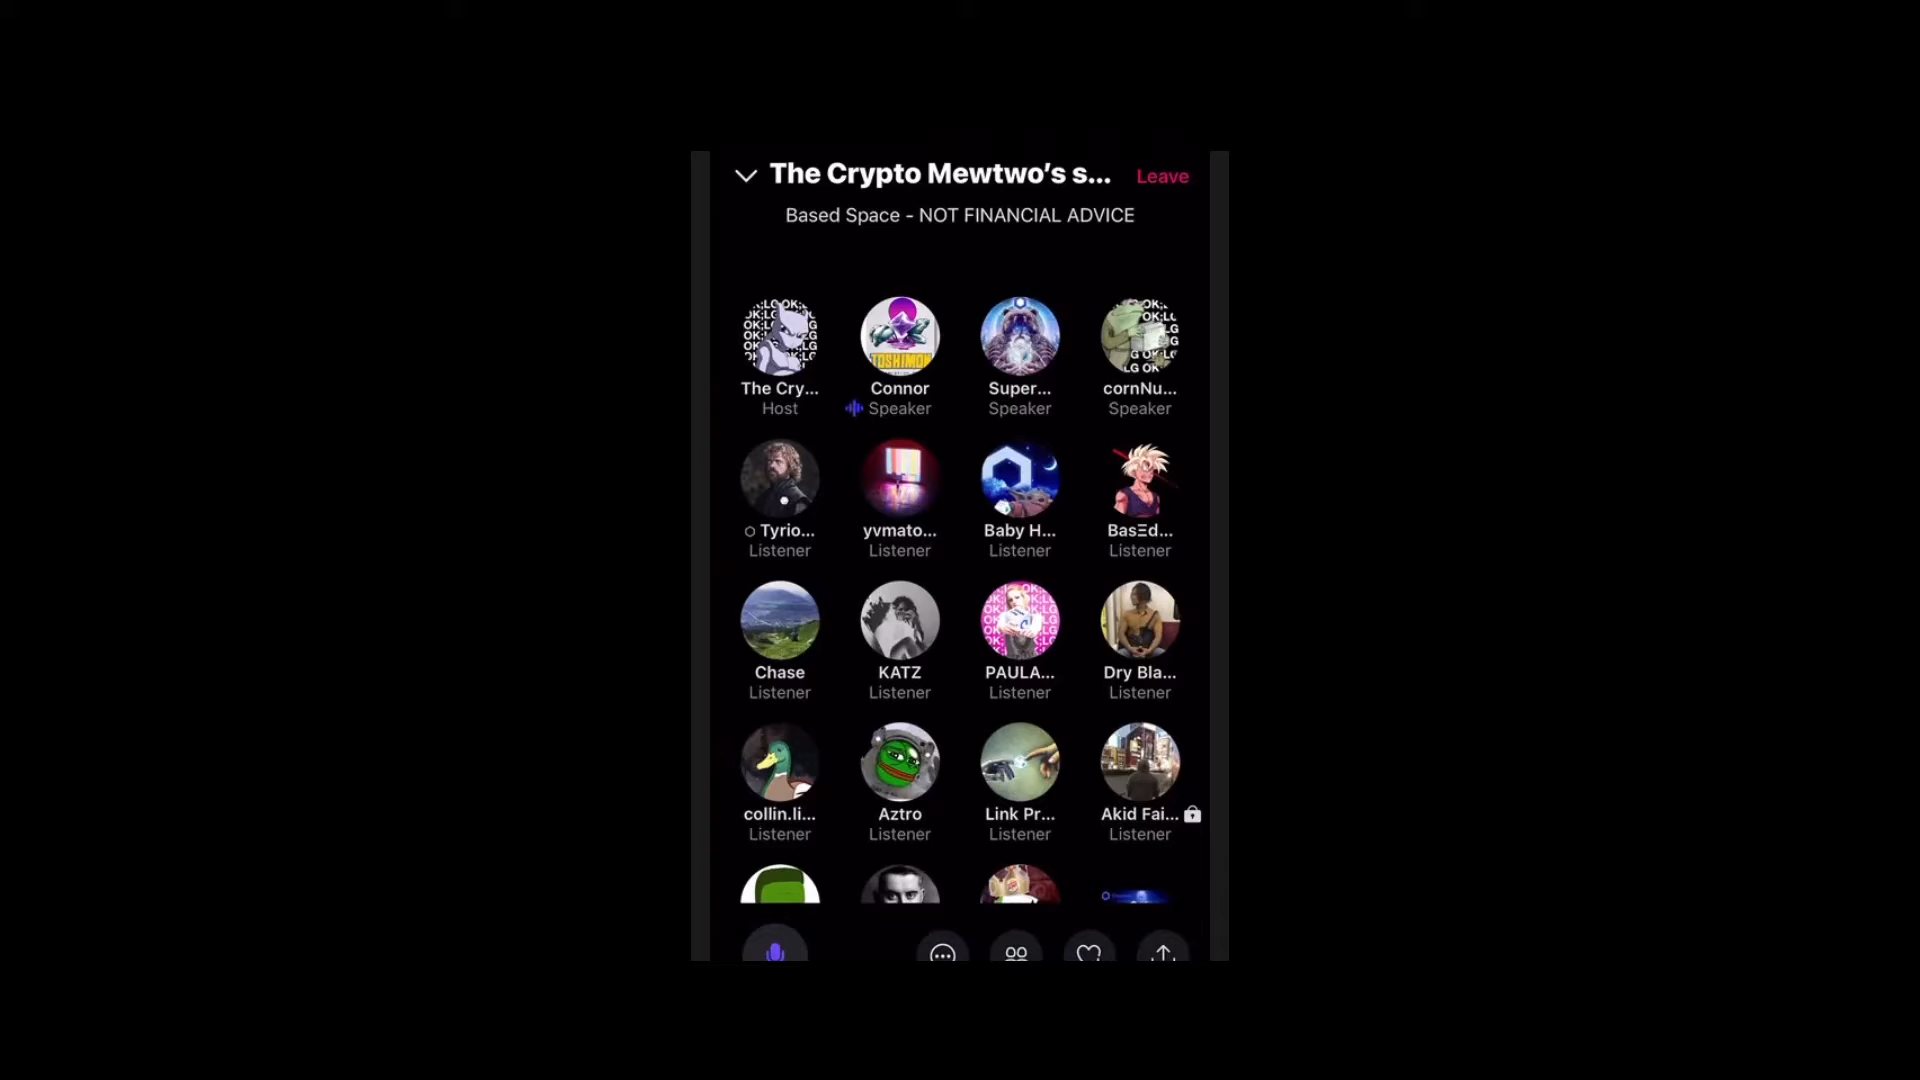 The Crypto Mewtwo's s... Leave
Based Space - NOT FINANCIAL ADVICE
TOSHIMON
The Cry... Connor Super... cornNu...
Host Speaker Speaker Speaker
Tyrio... yvmato... Baby H... BasΞd...
Listener Listener Listener Listener
Chase KATZ PAULA... Dry Bla...
Listener Listener Listener Listener
collin.li... Aztro Link Pr... Akid Fai...
Listener Listener Listener Listener